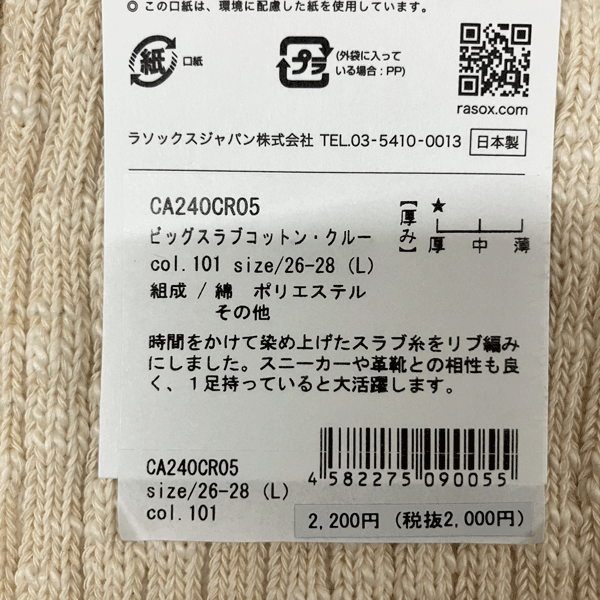 ◎ この口紙は、環境に配慮した紙を使用しています。
紙
口紙
プラ
(外袋に入って
いる場合:PP)
rasox.com
ラソックスジャパン株式会社 TEL.03-5410-0013 日本製
CA240CR05
ビッグスラブコットン・クルー
col.101 size/26-28 (L)
組成 / 綿 ポリエステル
その他
【厚み】
★
厚 中 薄
時間をかけて染め上げたスラブ糸をリブ編み
にしました。スニーカーや革靴との相性も良
く、1足持っていると大活躍します。
CA240CR05
size/26-28 (L)
col.101
4 582275 090055
2,200円 (税抜2,000円)